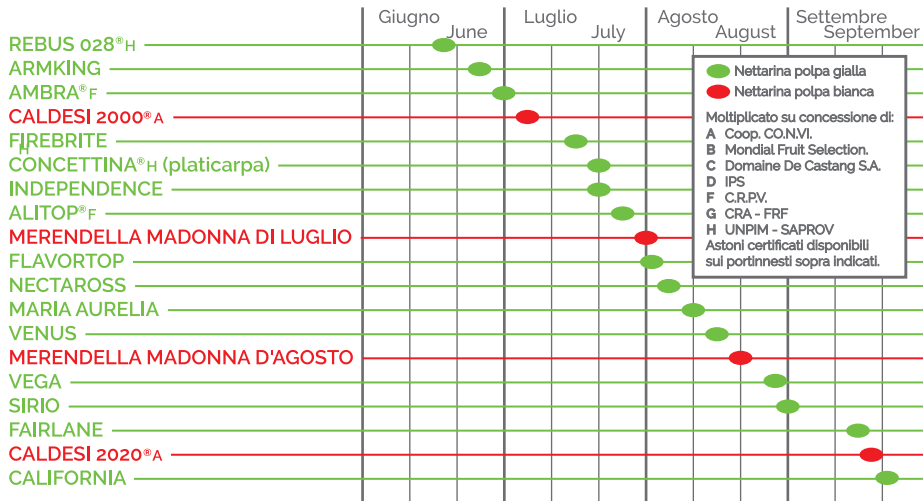 Giugno
June
Luglio
July
Agosto
August
Settembre
September
REBUS 028®H
ARMKING
AMBRA®F
CALDESI 2000®A
FIREBRITE
H
CONCETTINA®H (platicarpa)
INDEPENDENCE
ALITOP®F
MERENDELLA MADONNA DI LUGLIO
FLAVORTOP
NECTAROSS
MARIA AURELIA
VENUS
MERENDELLA MADONNA D'AGOSTO
VEGA
SIRIO
FAIRLANE
CALDESI 2020®A
CALIFORNIA
Nettarina polpa gialla
Nettarina polpa bianca
Moltiplicato su concessione di:
A Coop. CO.N.VI.
B Mondial Fruit Selection.
C Domaine De Castang S.A.
D IPS
F C.R.P.V.
G CRA - FRF
H UNPIM - SAPROV
Astoni certificati disponibili
sui portinnesti sopra indicati.